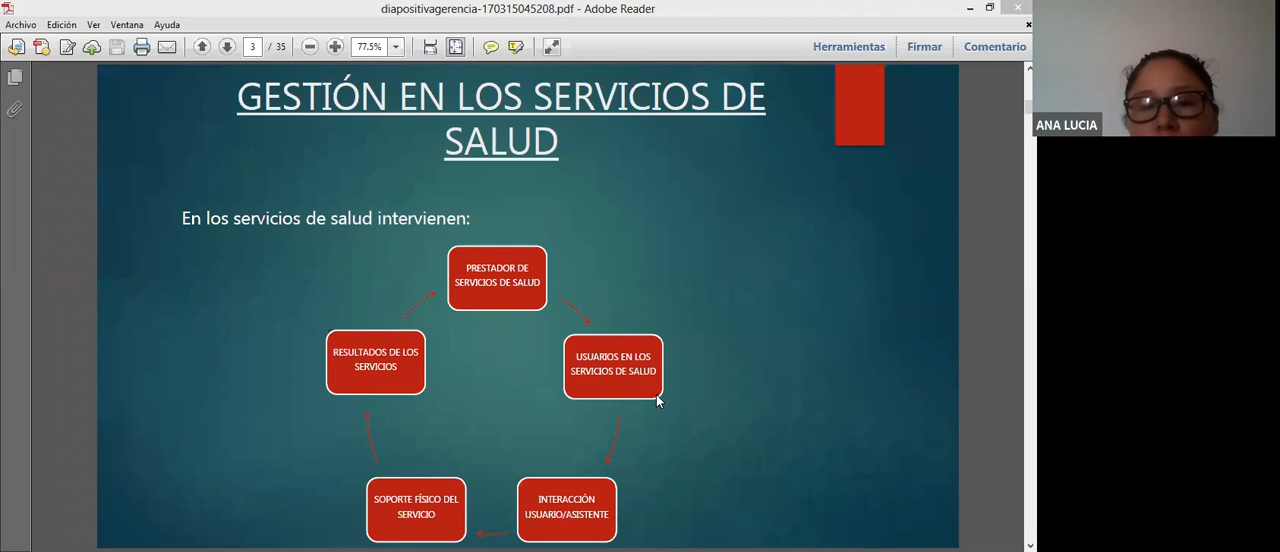 diapositivagerencia-170315045208.pdf - Adobe Reader
Archivo Edición Ver Ventana Ayuda
3 / 35 77.5% Herramientas Firmar Comentario
GESTIÓN EN LOS SERVICIOS DE
SALUD
En los servicios de salud intervienen:
PRESTADOR DE
SERVICIOS DE SALUD
USUARIOS EN LOS
SERVICIOS DE SALUD
INTERACCIÓN
USUARIO/ASISTENTE
SOPORTE FÍSICO DEL
SERVICIO
RESULTADOS DE LOS
SERVICIOS
ANA LUCIA